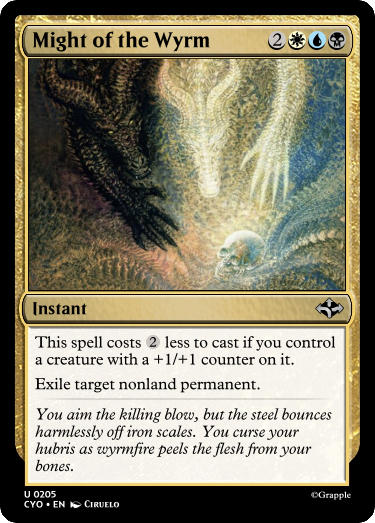 Might of the Wyrm 2
Instant
This spell costs 2 less to cast if you control
a creature with a +1/+1 counter on it.
Exile target nonland permanent.
You aim the killing blow, but the steel bounces
harmlessly off iron scales. You curse your
hubris as wyrmfire peels the flesh from your
bones.
U 0205
CYO • EN Ciruelo
©Grapple